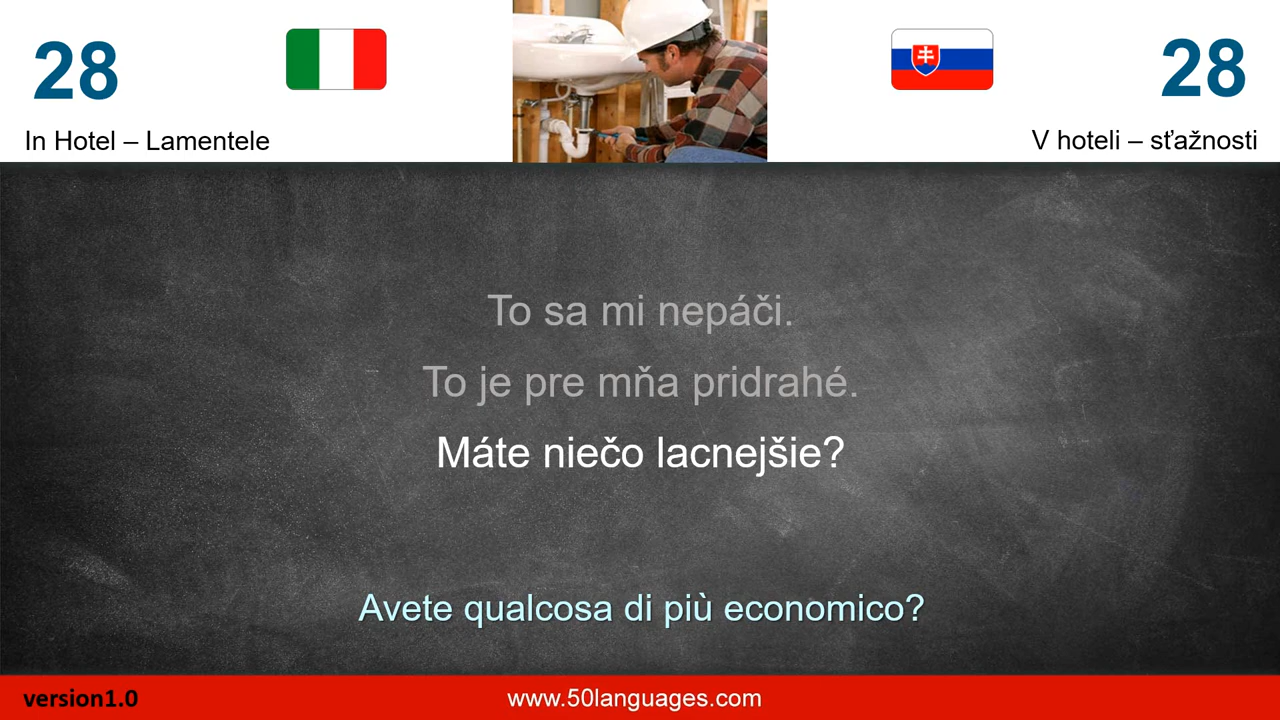 28
28
In Hotel – Lamentele
V hoteli – sťažnosti
To sa mi nepáči.
To je pre mňa pridrahé.
Máte niečo lacnejšie?
Avete qualcosa di più economico?
version1.0
www.50languages.com